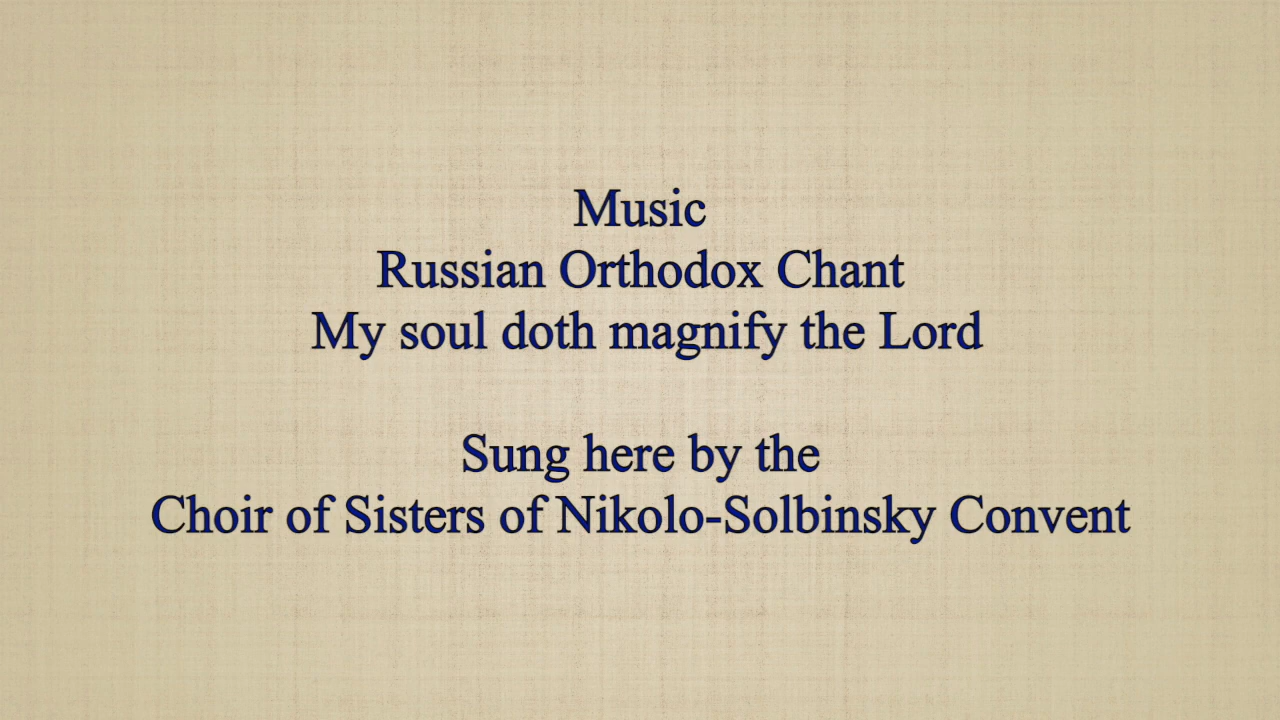 Music
Russian Orthodox Chant
My soul doth magnify the Lord
Sung here by the
Choir of Sisters of Nikolo-Solbinsky Convent